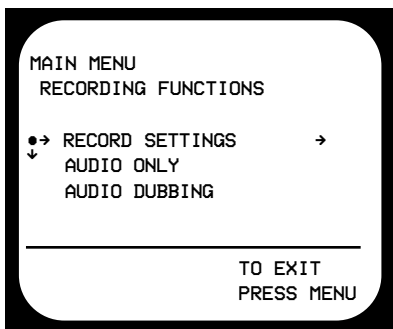 MAIN MENU
RECORDING FUNCTIONS
●→ RECORD SETTINGS →
↓ AUDIO ONLY
AUDIO DUBBING
TO EXIT
PRESS MENU